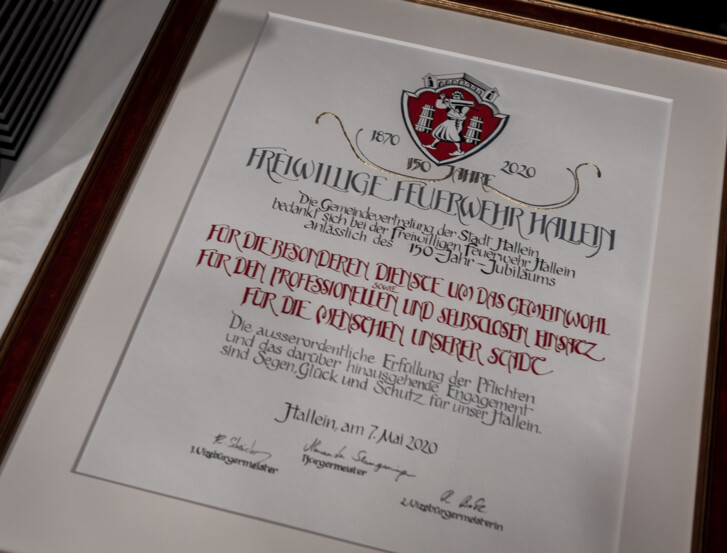 1870 2020
150 JAHRE
FREIWILLIGE FEUERWEHR HALLEIN
Die Gemeindevertretung der Stadt Hallein
bedankt sich bei der Freiwilligen Feuerwehr Hallein
anlässlich des 150-Jahr-Jubiläums
FÜR DIE BESONDEREN DIENSTE UM DAS GEMEINWOHL
SOWIE
FÜR DEN PROFESSIONELLEN UND SELBSTLOSEN EINSATZ
FÜR DIE MENSCHEN UNSERER STADT
Die ausserordentliche Erfüllung der Pflichten
und das darüber hinausgehende Engagement
sind Segen, Glück und Schutz für unser Hallein.
Hallein, am 7. Mai 2020
1. Vizebürgermeister
Bürgermeister
2. Vizebürgermeisterin